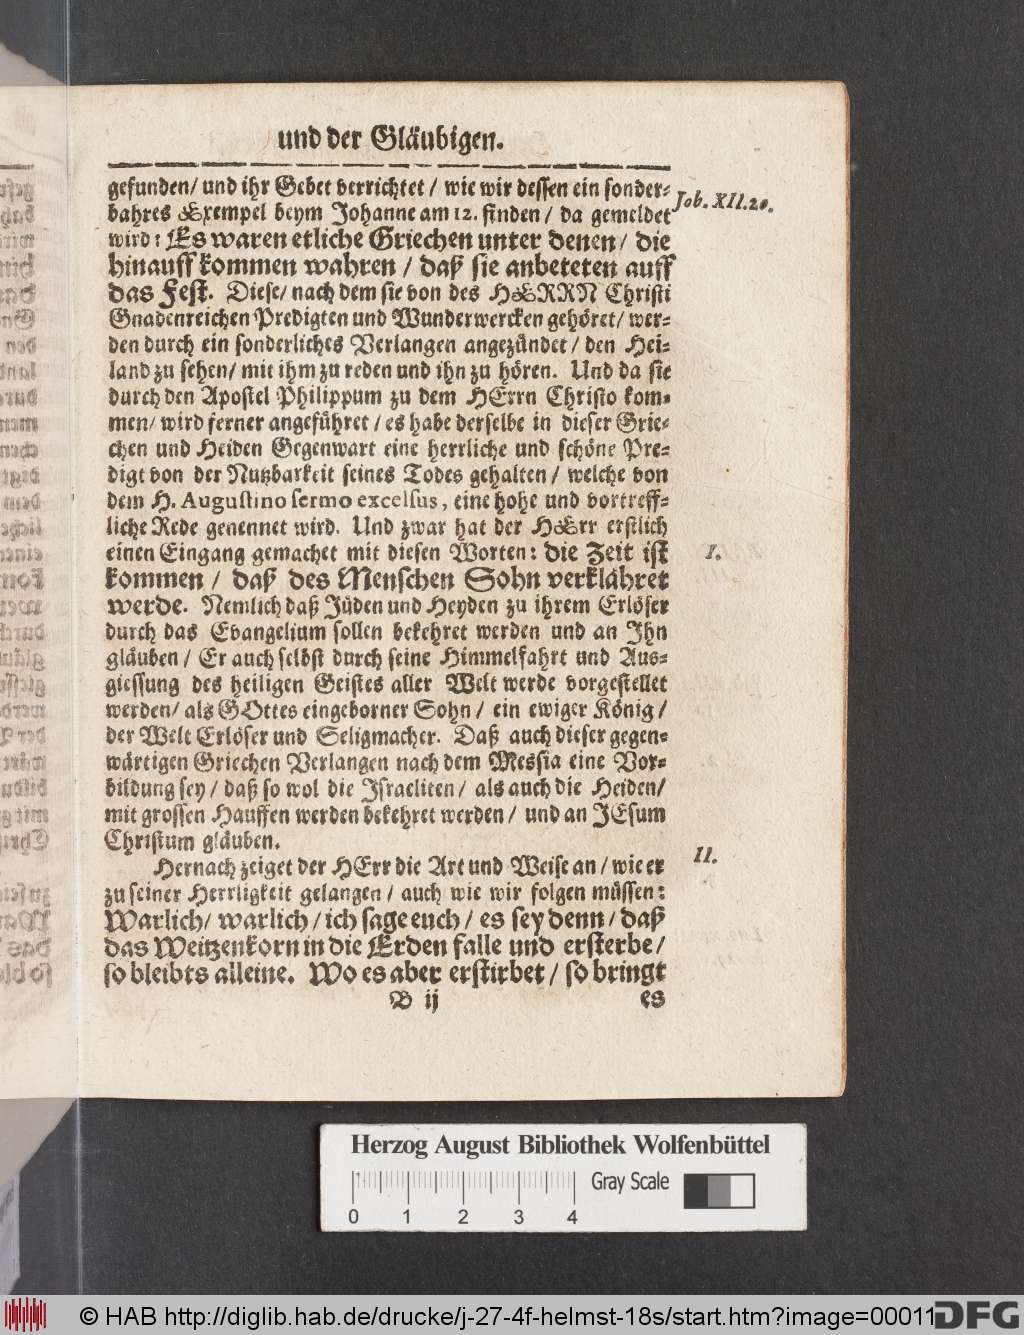 und der Gläubigen.
gefunden/ und ihr Gebet verrichtet / wie wir dessen ein sonder-
bahres Exempel beym Johanne am 12. finden / da gemeldet
Joh. XII. 20.
wird: Es waren etliche Griechen unter denen / die
hinauff kommen wahren / daß sie anbeteten auff
das Fest. Diese/ nach dem sie von des HERRN Christi
Gnadenreichen Predigten und Wunderwercken gehöret/ wer-
den durch ein sonderliches Verlangen angezündet / den Hei-
land zu sehen/ mit ihm zu reden und ihn zu hören. Und da sie
durch den Apostel Philippum zu dem HErrn Christo kom-
men/ wird ferner angeführet / es habe derselbe in dieser Grie-
chen und Heiden Gegenwart eine herrliche und schöne Pre-
digt von der Nutzbarkeit seines Todes gehalten / welche von
dem H. Augustino sermo excelsus, eine hohe und vortreff-
liche Rede genennet wird. Und zwar hat der HErr erstlich
einen Eingang gemachet mit diesen Worten: die Zeit ist
I.
kommen / daß des Menschen Sohn verklähret
werde. Nemlich daß Jüden und Heyden zu ihrem Erlöser
durch das Evangelium sollen bekehret werden und an Ihn
gläuben / Er auch selbst durch seine Himmelfahrt und Aus-
giessung des heiligen Geistes aller Welt werde vorgestellet
werden/ als GOttes eingeborner Sohn / ein ewiger König /
der Welt Erlöser und Seligmacher. Daß auch dieser gegen-
wärtigen Griechen Verlangen nach dem Messia eine Vor-
bildung sey / daß so wol die Israeliten / als auch die Heiden/
mit grossen Hauffen werden bekehret werden / und an JEsum
Christum gläuben.
Hernach zeiget der HErr die Art und Weise an / wie er
II.
zu seiner Herrligkeit gelangen / auch wie wir folgen müssen:
Warlich/ warlich / ich sage euch / es sey denn / daß
das Weitzenkorn in die Erden falle und ersterbe /
so bleibts alleine. Wo es aber erstirbet / so bringt
B ij
es
Herzog August Bibliothek Wolfenbüttel
Gray Scale
0 1 2 3 4
© HAB http://diglib.hab.de/drucke/j-27-4f-helmst-18s/start.htm?image=00011
DFG